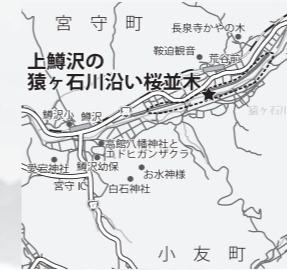 宮守町
長泉寺かやの木
鞍迫観音
荒谷前
上鱒沢の
猿ヶ石川沿い桜並木
猿ヶ石川
鱒沢小
鱒沢
高館八幡神社と
エドヒガンザクラ
愛宕神社
鱒沢幼保
お水神様
宮守IC
白石神社
小友町